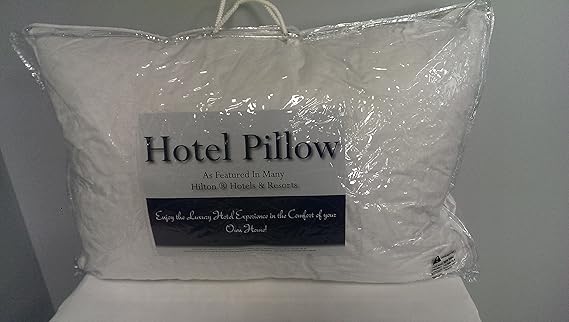 Hotel Pillow
As Featured In Many
Hilton ® Hotels & Resorts
Enjoy the Luxury Hotel Experience in the Comfort of your
Own Home!